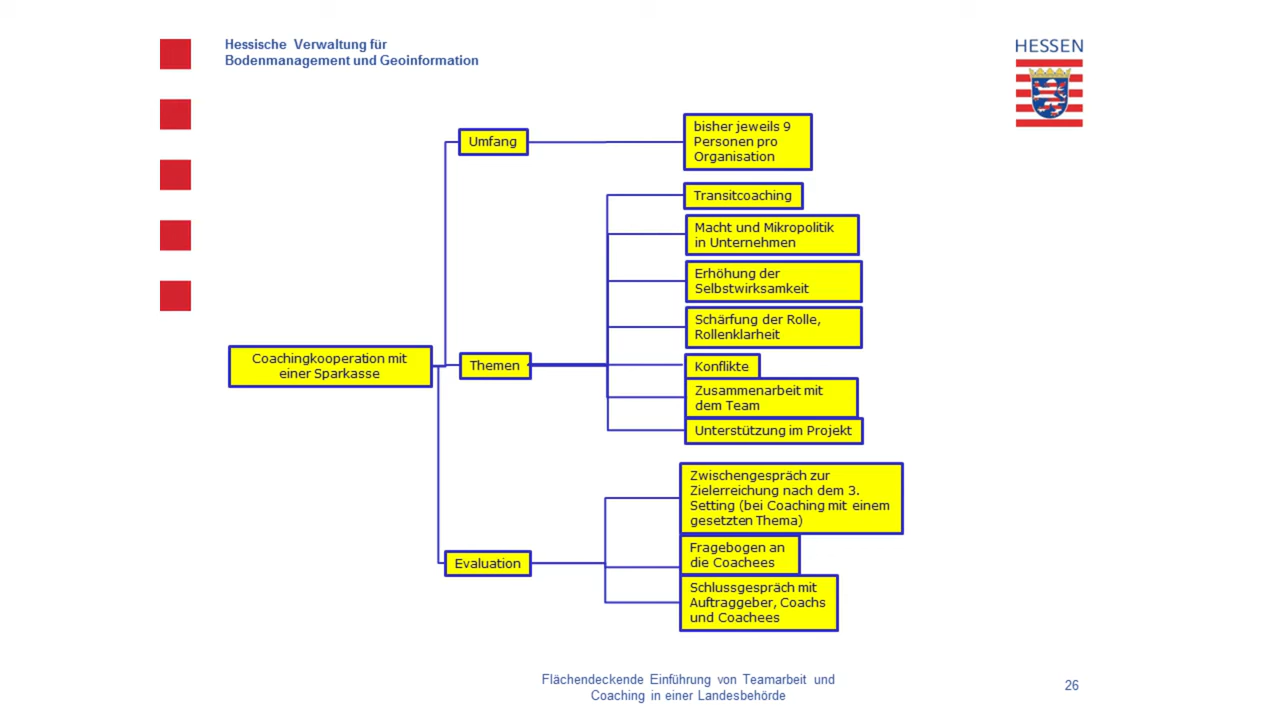 Hessische Verwaltung für
Bodenmanagement und Geoinformation
HESSEN
Coachingkooperation mit
einer Sparkasse
Umfang
bisher jeweils 9
Personen pro
Organisation
Themen
Transitcoaching
Macht und Mikropolitik
in Unternehmen
Erhöhung der
Selbstwirksamkeit
Schärfung der Rolle,
Rollenklarheit
Konflikte
Zusammenarbeit mit
dem Team
Unterstützung im Projekt
Evaluation
Zwischengespräch zur
Zielerreichung nach dem 3.
Setting (bei Coaching mit einem
gesetzten Thema)
Fragebogen an
die Coachees
Schlussgespräch mit
Auftraggeber, Coachs
und Coachees
Flächendeckende Einführung von Teamarbeit und
Coaching in einer Landesbehörde
26